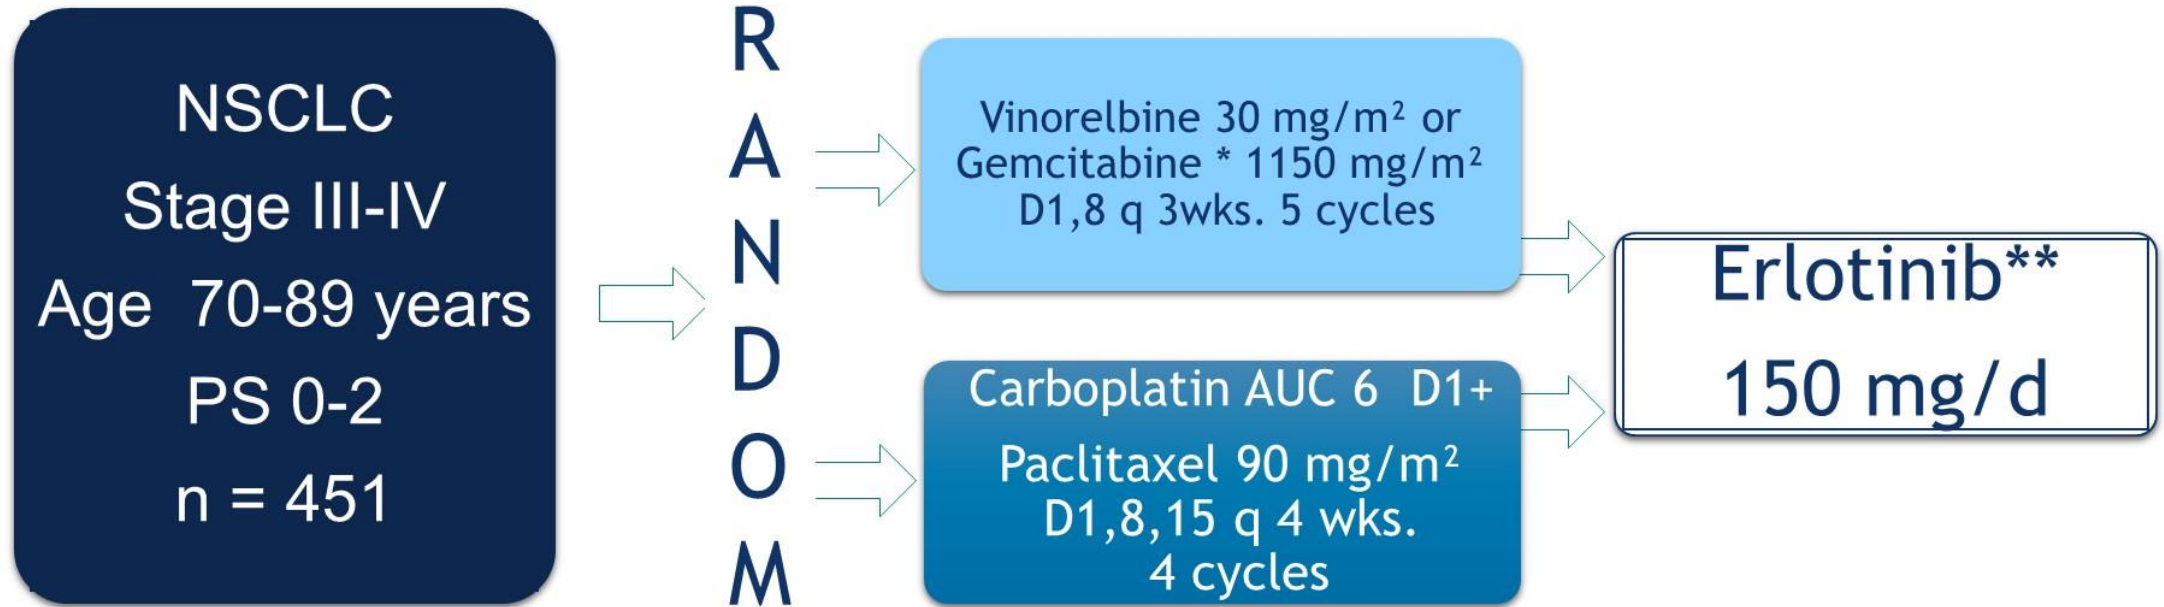 NSCLC
Stage III-IV
Age 70-89 years
PS 0-2
n = 451
R
A
N
D
O
M
Vinorelbine 30 mg/m² or
Gemcitabine * 1150 mg/m²
D1,8 q 3wks. 5 cycles
Carboplatin AUC 6 D1+
Paclitaxel 90 mg/m²
D1,8,15 q 4 wks.
4 cycles
Erlotinib**
150 mg/d